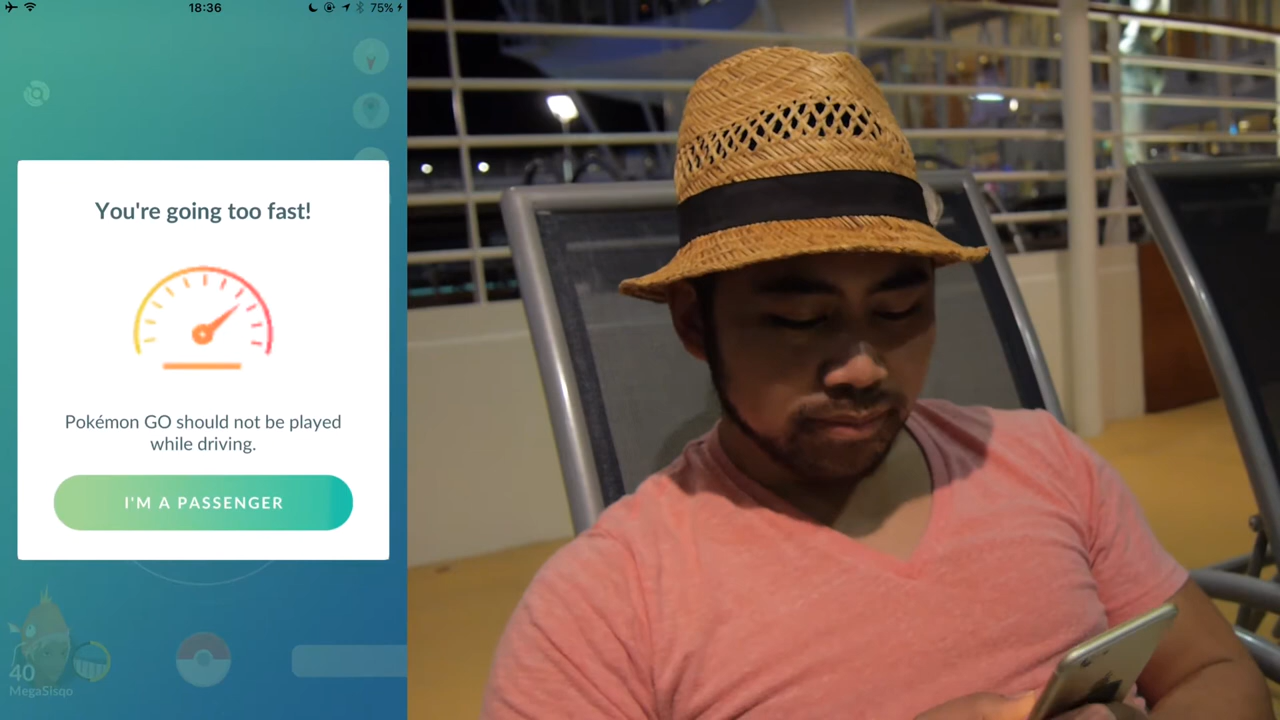 18:36
75%
You're going too fast!
Pokémon GO should not be played
while driving.
I'M A PASSENGER
40
MegaSisqo